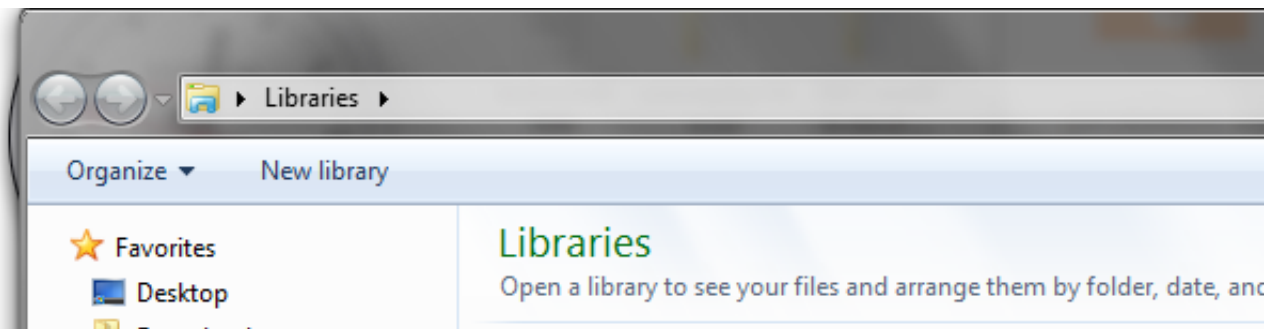 Libraries
Organize New library
Favorites
Desktop
Libraries
Open a library to see your files and arrange them by folder, date, and